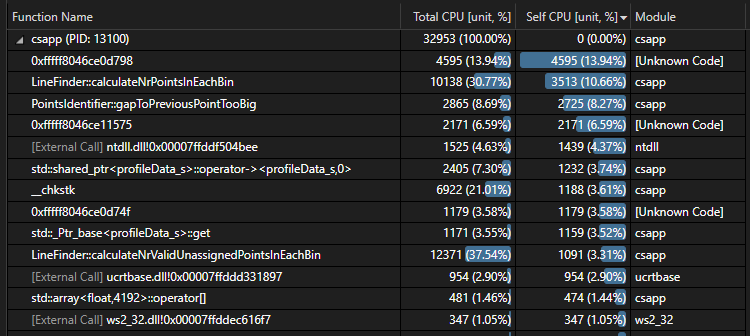 Function Name Total CPU [unit, %] Self CPU [unit, %] Module
csapp (PID: 13100) 32953 (100.00%) 0 (0.00%) csapp
0xfffff8046ce0d798 4595 (13.94%) 4595 (13.94%) [Unknown Code]
LineFinder::calculateNrPointsInEachBin 10138 (30.77%) 3513 (10.66%) csapp
PointsIdentifier::gapToPreviousPointTooBig 2865 (8.69%) 2725 (8.27%) csapp
0xfffff8046ce11575 2171 (6.59%) 2171 (6.59%) [Unknown Code]
[External Call] ntdll.dll!0x00007ffddf504bee 1525 (4.63%) 1439 (4.37%) ntdll
std::shared_ptr<profileData_s>::operator-><profileData_s,0> 2405 (7.30%) 1232 (3.74%) csapp
__chkstk 6922 (21.01%) 1188 (3.61%) csapp
0xfffff8046ce0d74f 1179 (3.58%) 1179 (3.58%) [Unknown Code]
std::_Ptr_base<profileData_s>::get 1171 (3.55%) 1159 (3.52%) csapp
LineFinder::calculateNrValidUnassignedPointsInEachBin 12371 (37.54%) 1091 (3.31%) csapp
[External Call] ucrtbase.dll!0x00007ffddd331897 954 (2.90%) 954 (2.90%) ucrtbase
std::array<float,4192>::operator[] 481 (1.46%) 474 (1.44%) csapp
[External Call] ws2_32.dll!0x00007ffddec616f7 347 (1.05%) 347 (1.05%) ws2_32